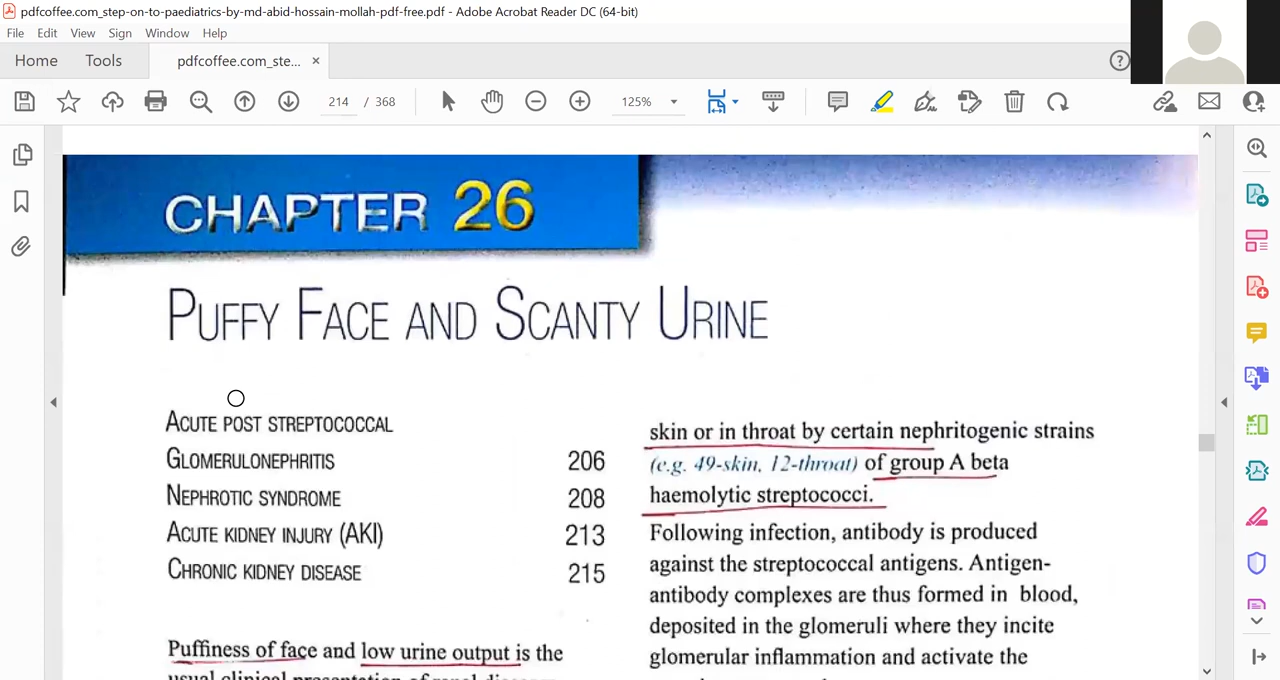 pdfcoffee.com_step-on-to-paediatrics-by-md-abid-hossain-mollah-pdf-free.pdf - Adobe Acrobat Reader DC (64-bit)
File Edit View Sign Window Help
Home Tools pdfcoffee.com_ste... × ?
214 / 368 125%
CHAPTER 26
PUFFY FACE AND SCANTY URINE
ACUTE POST STREPTOCOCCAL
GLOMERULONEPHRITIS 206
NEPHROTIC SYNDROME 208
ACUTE KIDNEY INJURY (AKI) 213
CHRONIC KIDNEY DISEASE 215
Puffiness of face and low urine output is the
skin or in throat by certain nephritogenic strains
(e.g. 49-skin, 12-throat) of group A beta
haemolytic streptococci.
Following infection, antibody is produced
against the streptococcal antigens. Antigen-
antibody complexes are thus formed in blood,
deposited in the glomeruli where they incite
glomerular inflammation and activate the